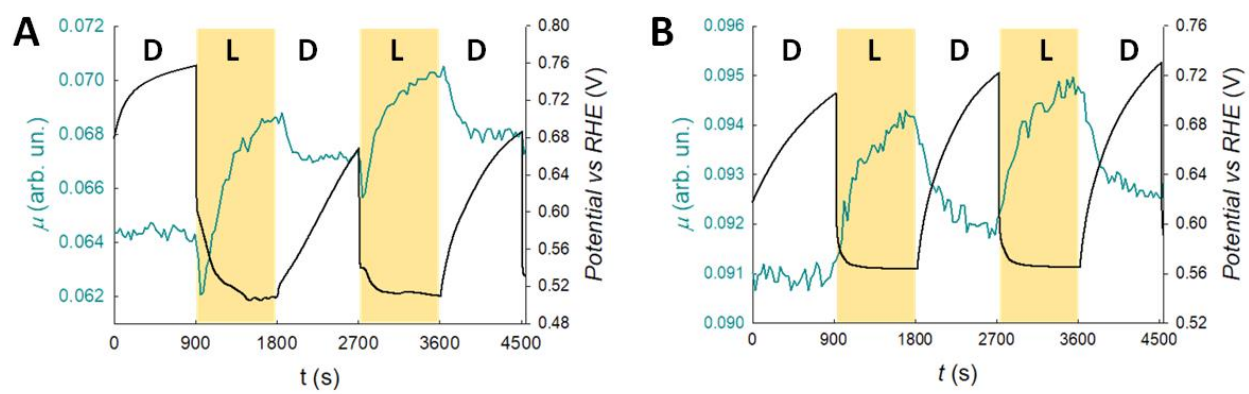 A
D L D L D
0.072
0.070
0.068
0.066
0.064
0.062
μ (arb. un.)
0.80
0.76
0.72
0.68
0.64
0.60
0.56
0.52
0.48
Potential vs RHE (V)
0 900 1800 2700 3600 4500
t (s)
B
D L D L D
0.096
0.095
0.094
0.093
0.092
0.091
0.090
μ (arb. un.)
0.76
0.72
0.68
0.64
0.60
0.56
0.52
Potential vs RHE (V)
0 900 1800 2700 3600 4500
t (s)